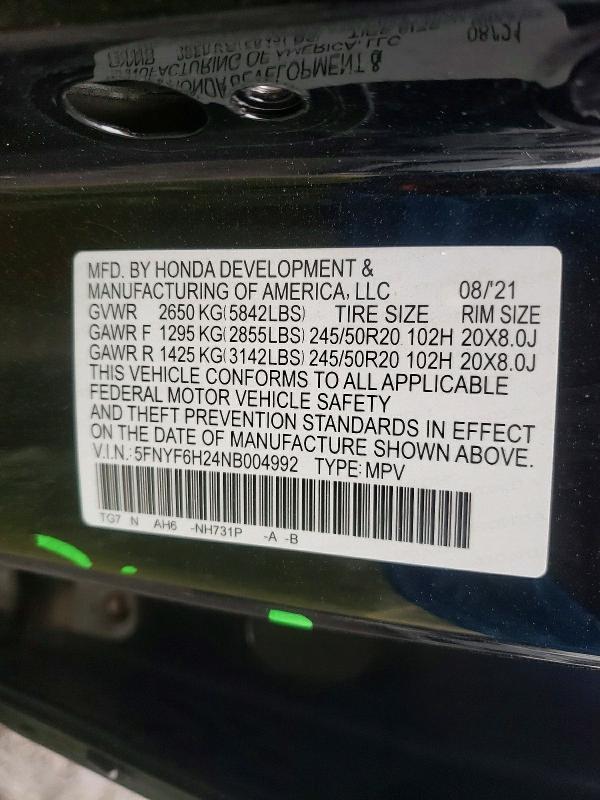 MFD. BY HONDA DEVELOPMENT &
MANUFACTURING OF AMERICA, LLC 08/'21
GVWR 2650 KG(5842LBS) TIRE SIZE RIM SIZE
GAWR F 1295 KG(2855LBS) 245/50R20 102H 20X8.0J
GAWR R 1425 KG(3142LBS) 245/50R20 102H 20X8.0J
THIS VEHICLE CONFORMS TO ALL APPLICABLE
FEDERAL MOTOR VEHICLE SAFETY
AND THEFT PREVENTION STANDARDS IN EFFECT
ON THE DATE OF MANUFACTURE SHOWN ABOVE.
V.I.N.:5FNYF6H24NB004992 TYPE:MPV
TG7 N AH6 -NH731P -A -B